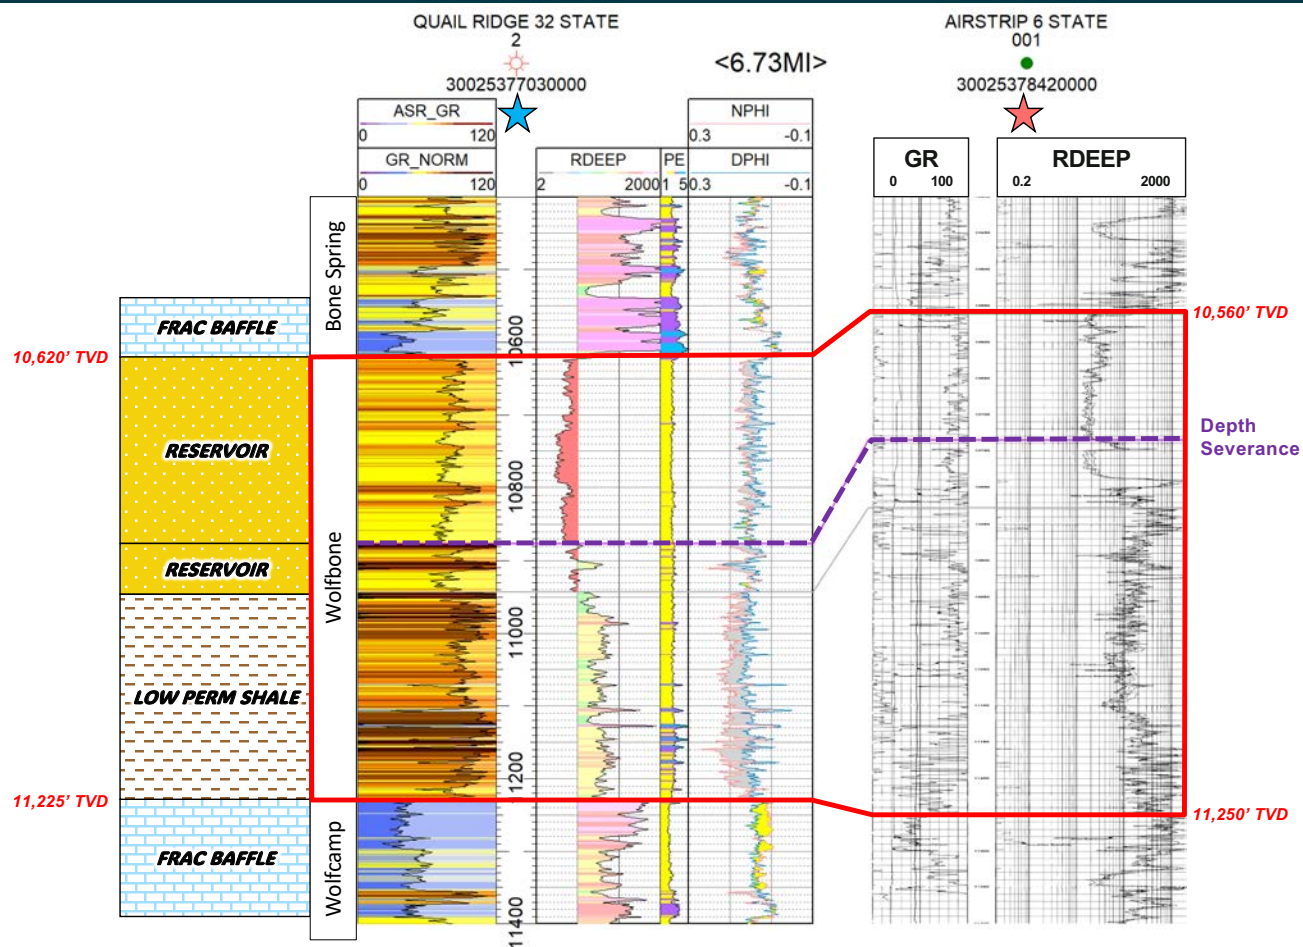 QUAIL RIDGE 32 STATE
2
30025377030000
<6.73MI>
AIRSTRIP 6 STATE
001
30025378420000
ASR_GR
0 120
GR_NORM
0 120
RDEEP
2 2000
PE
1 5
NPHI
0.3 -0.1
DPHI
0.3 -0.1
GR
0 100
RDEEP
0.2 2000
Bone Spring
Wolfbone
Wolfcamp
10600
10800
11000
11200
11400
FRAC BAFFLE
10,620' TVD
RESERVOIR
RESERVOIR
LOW PERM SHALE
11,225' TVD
FRAC BAFFLE
10,560' TVD
Depth
Severance
11,250' TVD